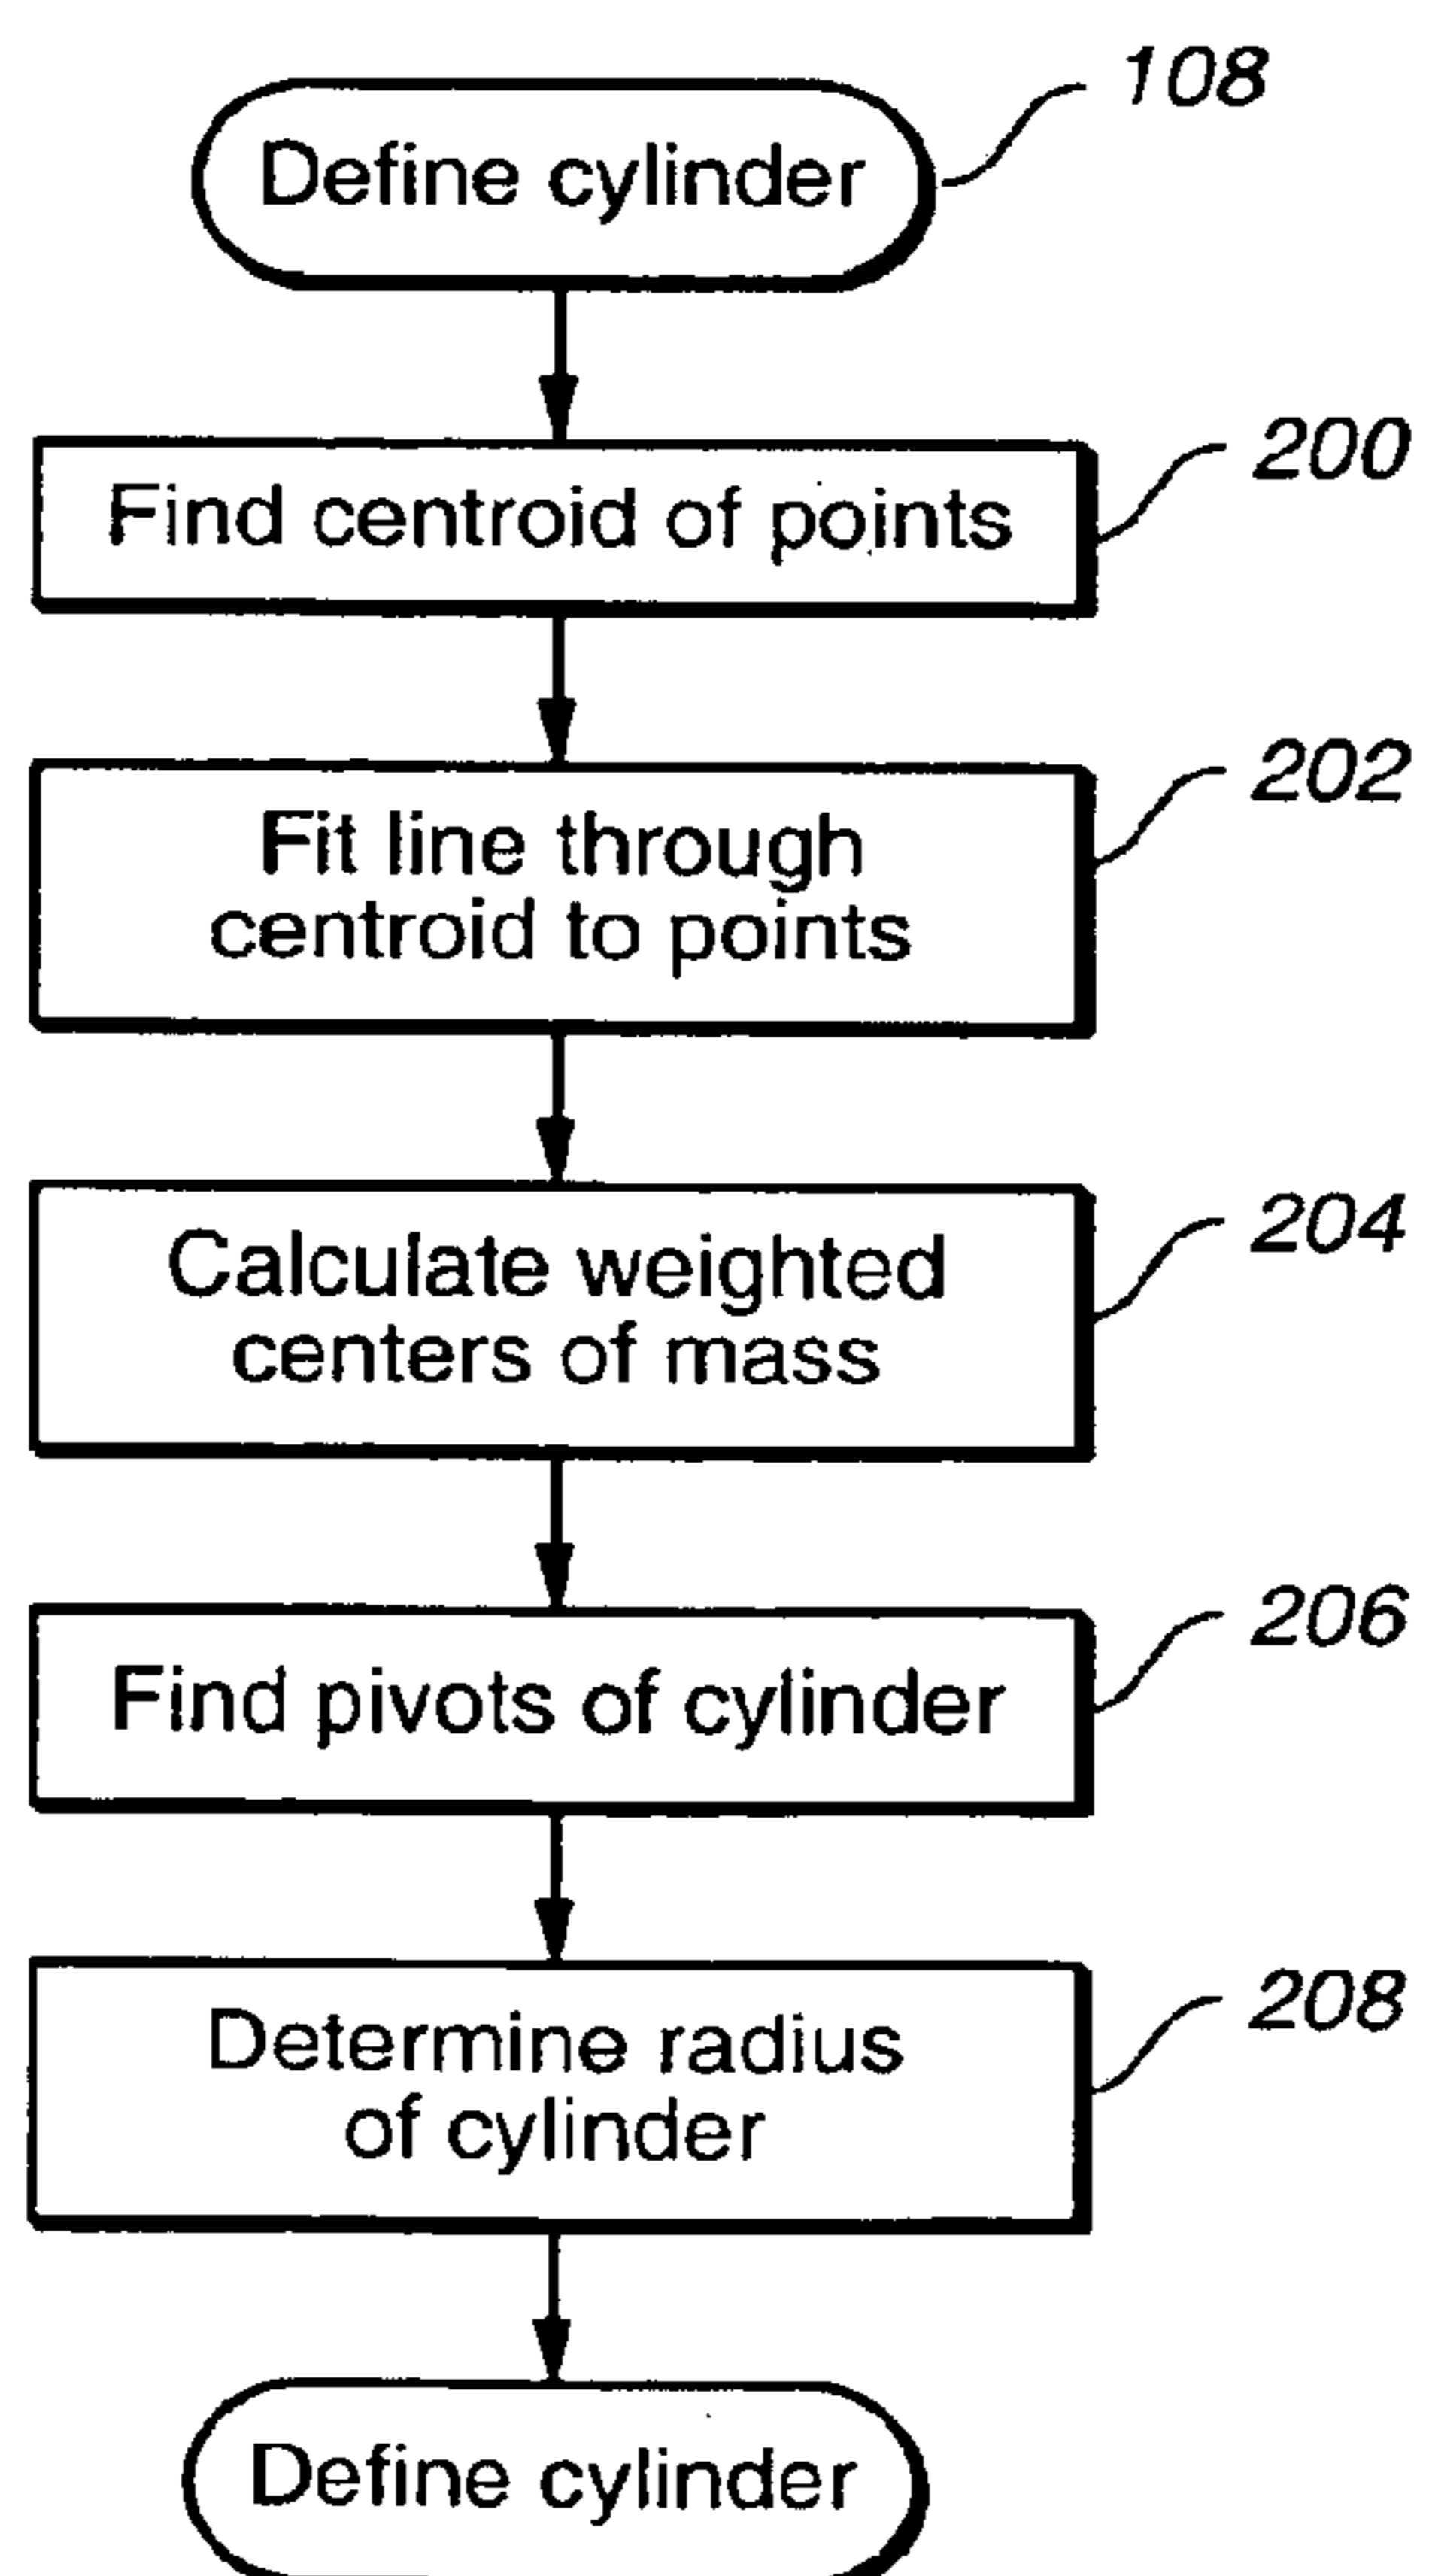 Define cylinder
108
Find centroid of points
200
Fit line through
centroid to points
202
Calculate weighted
centers of mass
204
Find pivots of cylinder
206
Determine radius
of cylinder
208
Define cylinder